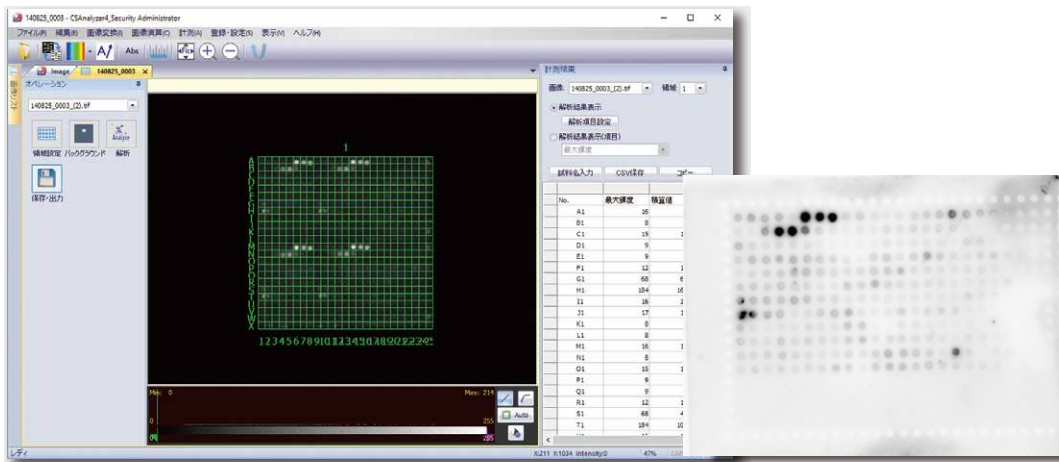 140825_0003 - CSAnalyzer4_Security Administrator
ファイル(F) 編集(E) 画像変換(I) 画像演算(C) 計測(A) 登録・設定(S) 表示(V) ヘルプ(H)
Abs
Image 140825_0003
オペレーション
140825_0003_(2).tif
Analyze
領域設定 バックグラウンド 解析
保存・出力
1
A
B
C
D
E
F
G
H
I
J
K
L
M
N
O
P
Q
R
S
T
U
V
W
X
Min: 0 Max: 214
0 255
Auto
計測結果
画像: 140825_0003_(2).tif 領域: 1
解析結果表示
解析項目設定
解析結果表示(項目)
最大輝度
試料名入力 CSV保存 コピー
No. 最大輝度 積算値
A1 16
B1 8
C1 15
D1 9
E1 9
F1 12
G1 68
H1 184
I1 16
J1 17
K1 8
L1 8
M1 16
N1 8
O1 15
P1 9
Q1 9
R1 12
S1 68
T1 184
レディ X:211 Y:1034 Intensity:0 47%